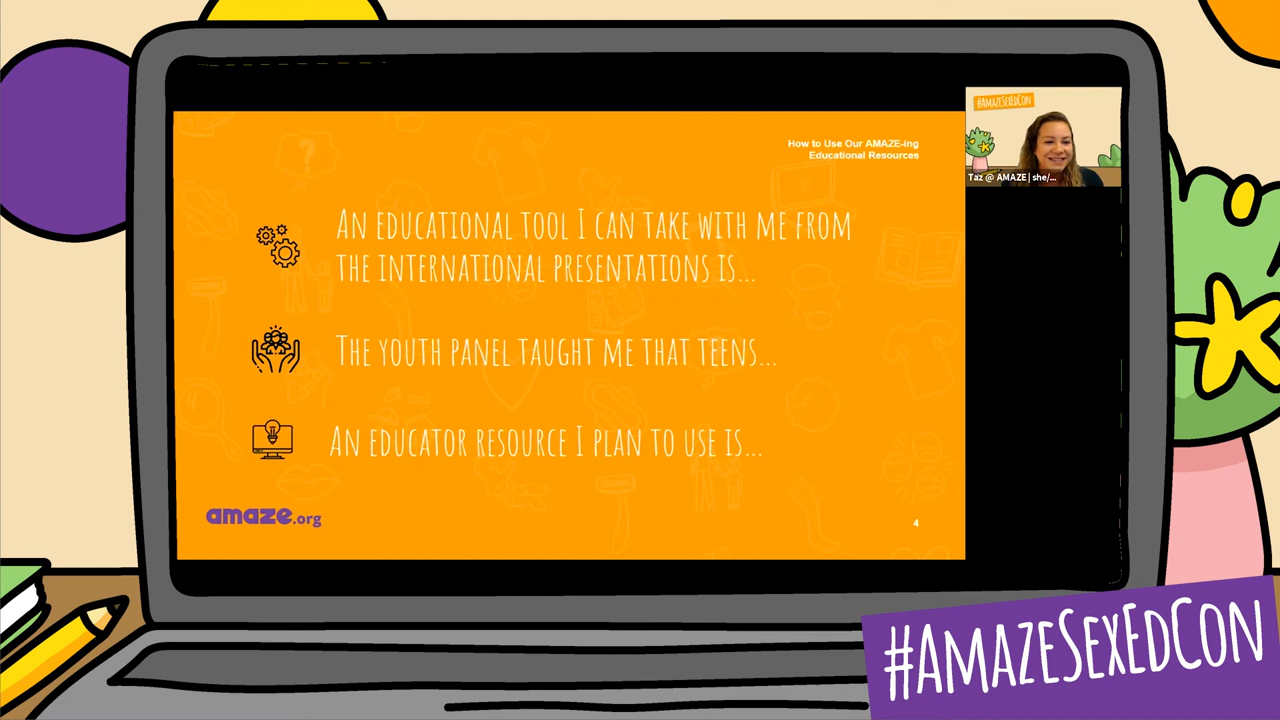 How to Use Our AMAZE-ing
Educational Resources
#AmazeSexEdCon
Taz @ AMAZE | she/...
An educational tool I can take with me from
the international presentations is...
The youth panel taught me that teens...
An educator resource I plan to use is...
amaze.org
4
#AmazeSexEdCon